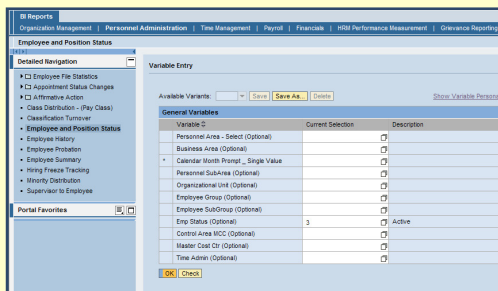 BI Reports
Organization Management | Personnel Administration | Time Management | Payroll | Financials | HRM Performance Measurement | Grievance Reporting
Employee and Position Status
Detailed Navigation
Employee File Statistics
Appointment Status Changes
Affirmative Action
Class Distribution - (Pay Class)
Classification Turnover
Employee and Position Status
Employee History
Employee Probation
Employee Summary
Hiring Freeze Tracking
Minority Distribution
Supervisor to Employee
Portal Favorites
Variable Entry
Available Variants: Save Save As... Delete Show Variable Persona
General Variables
Variable Current Selection Description
Personnel Area - Select (Optional)
Business Area (Optional)
* Calendar Month Prompt _ Single Value
Personnel SubArea (Optional)
Organizational Unit (Optional)
Employee Group (Optional)
Employee SubGroup (Optional)
Emp Status (Optional) 3 Active
Control Area MCC (Optional)
Master Cost Ctr (Optional)
Time Admin (Optional)
OK Check